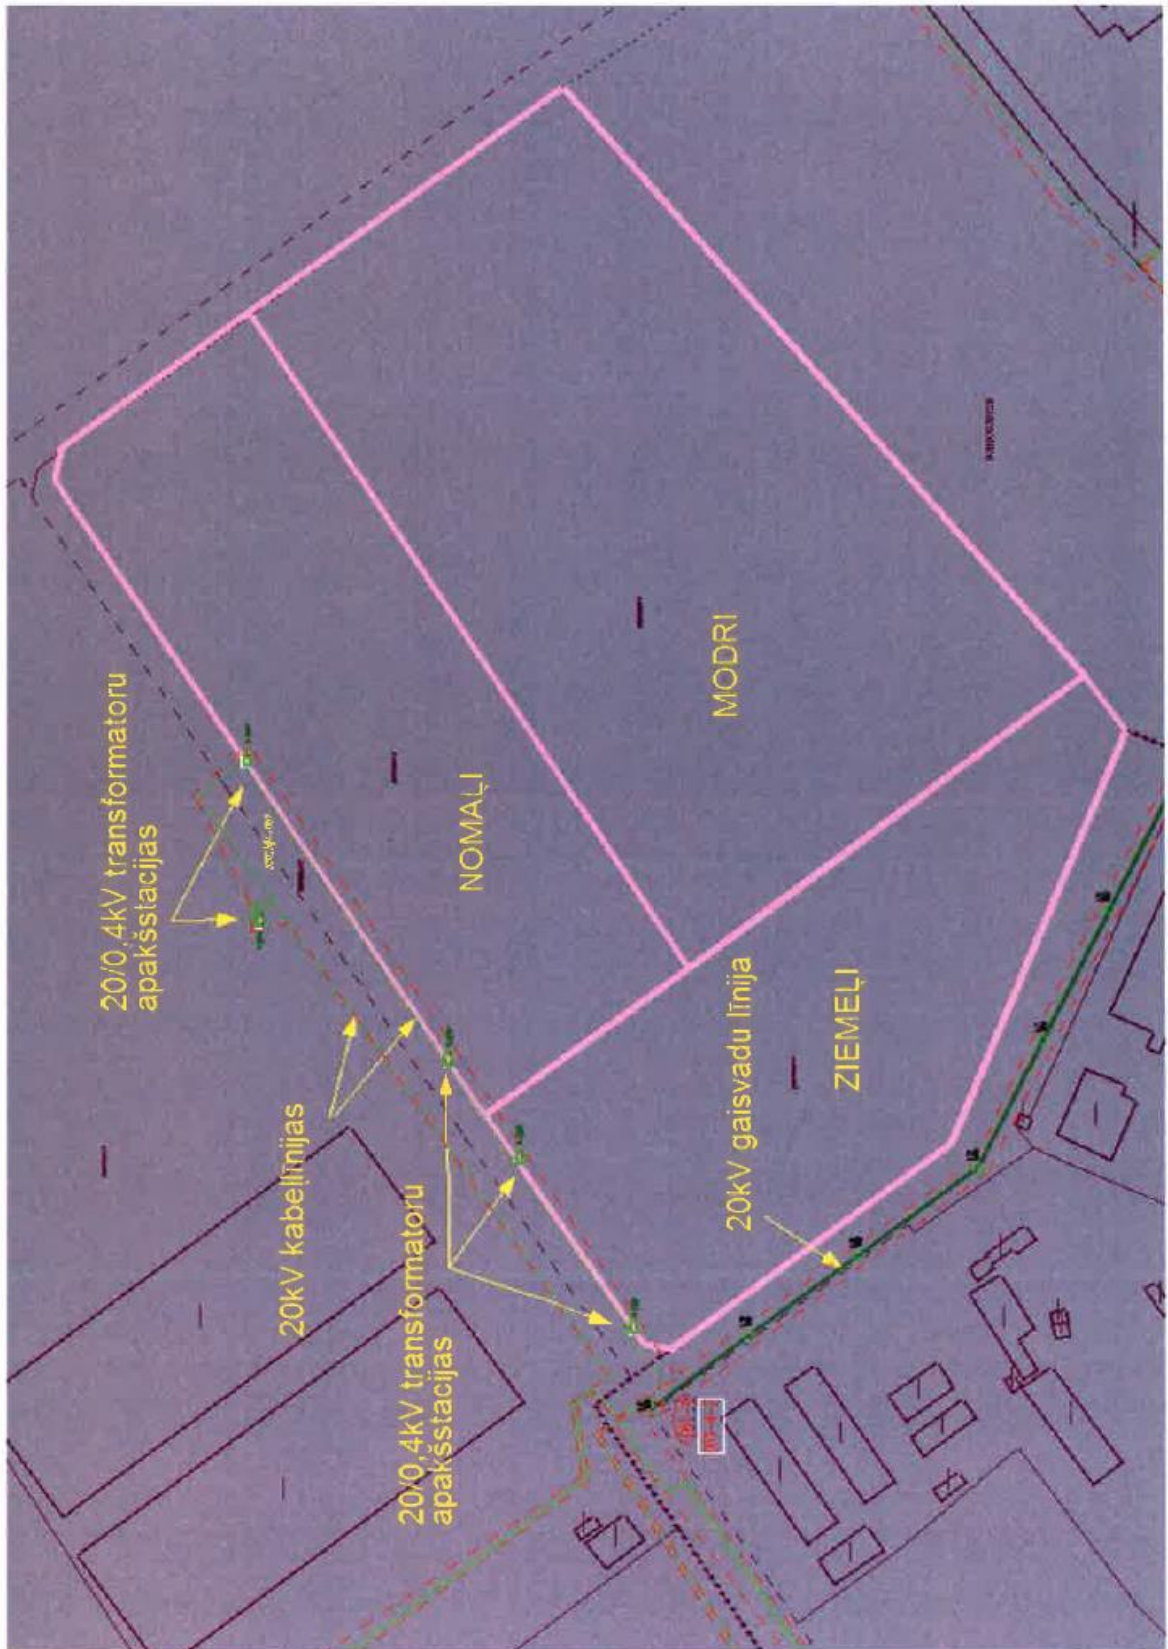 20/0,4kV transformatoru
apakšstacijas
20kV kabeļlīnijas
20/0,4kV transformatoru
apakšstacijas
NOMAĻI
MODRI
20kV gaisvadu līnija
ZIEMEĻI